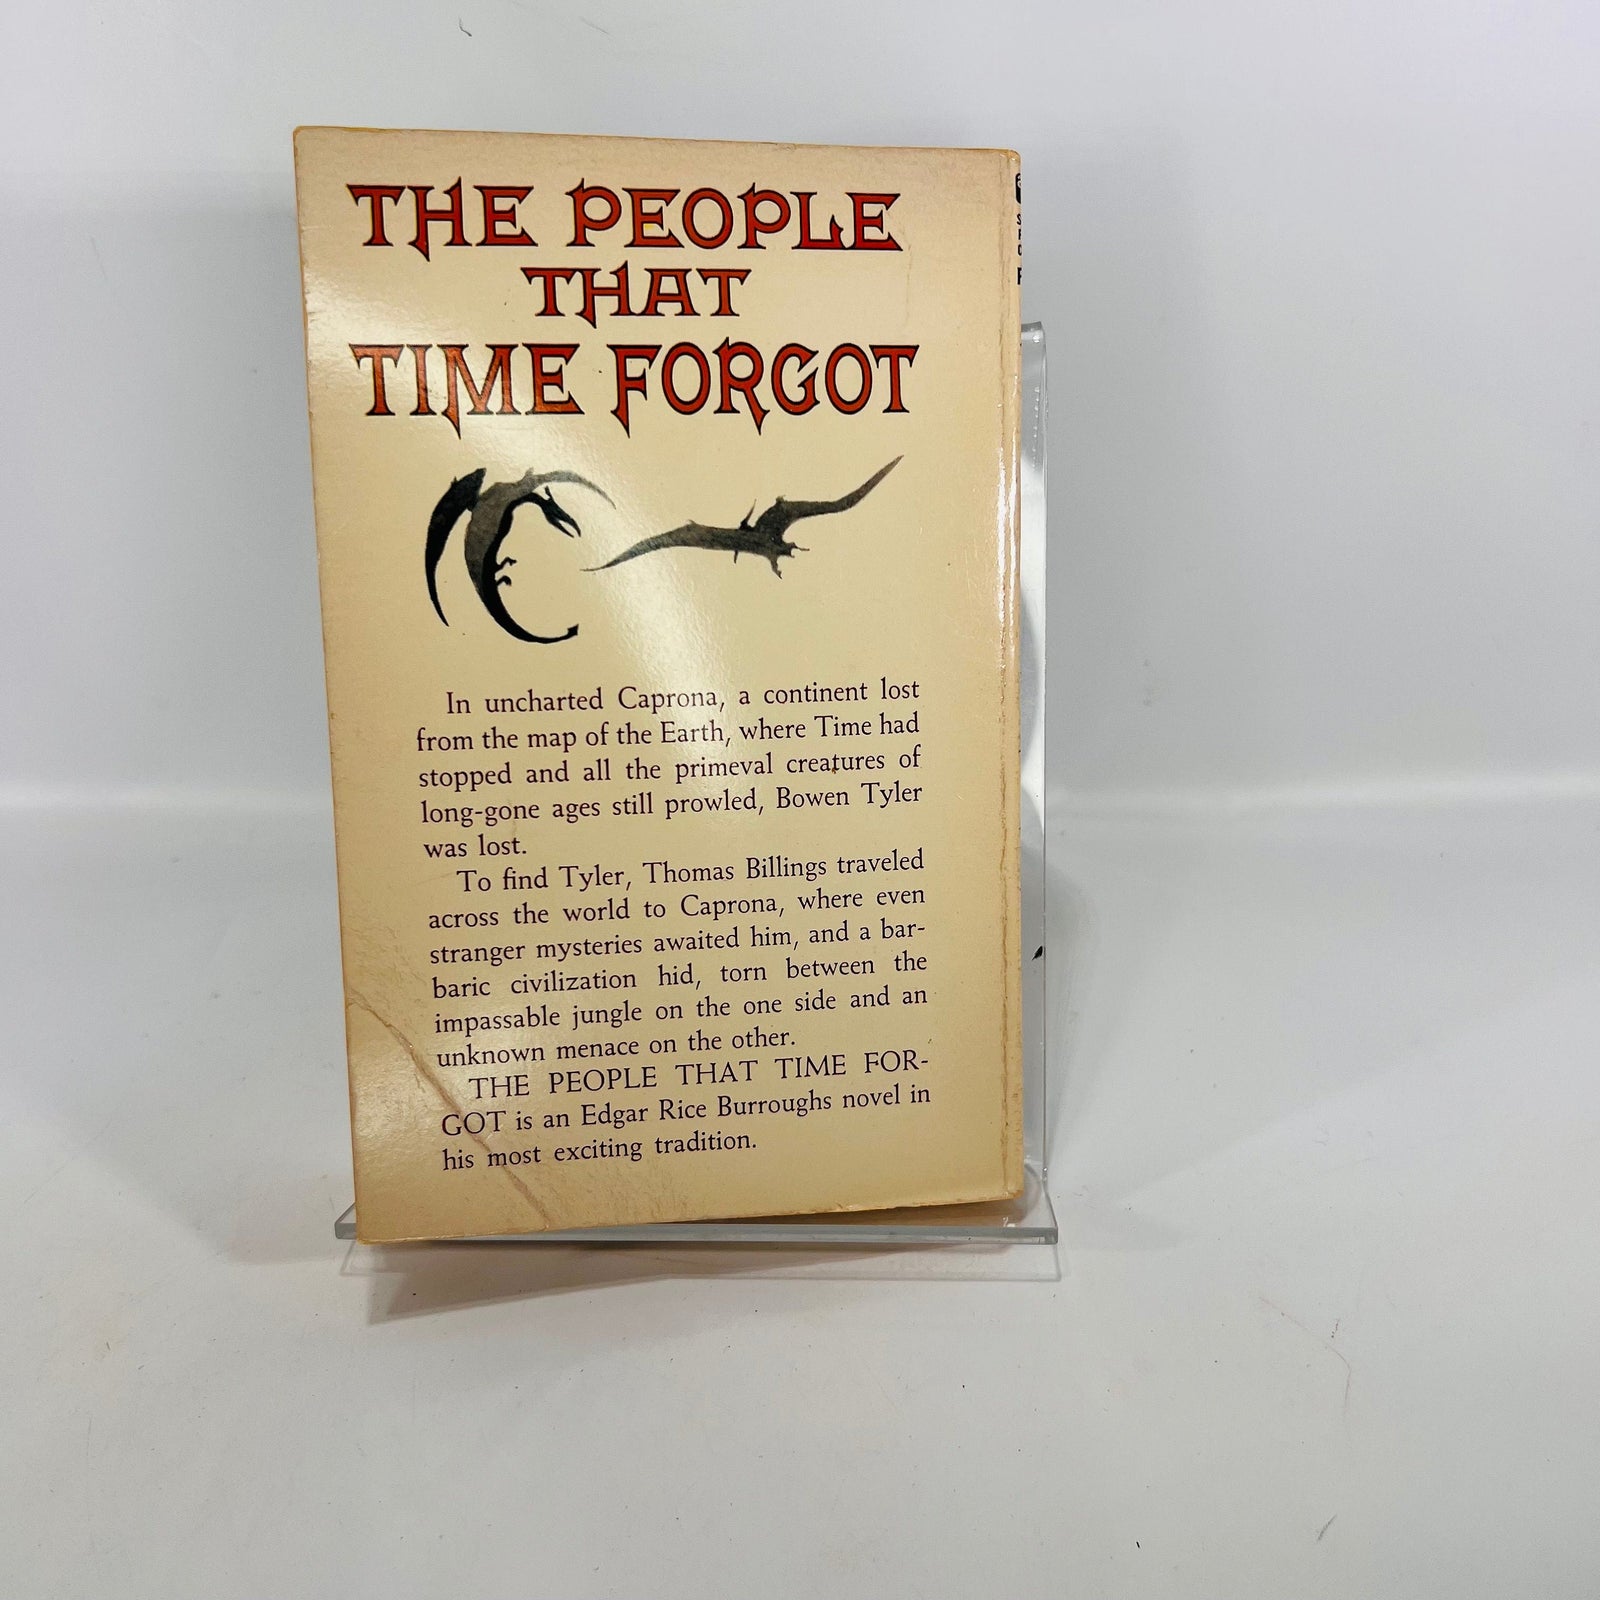 THE PEOPLE
THAT
TIME FORGOT
In uncharted Caprona, a continent lost
from the map of the Earth, where Time had
stopped and all the primeval creatures of
long-gone ages still prowled, Bowen Tyler
was lost.
To find Tyler, Thomas Billings traveled
across the world to Caprona, where even
stranger mysteries awaited him, and a bar-
baric civilization hid, torn between the
impassable jungle on the one side and an
unknown menace on the other.
THE PEOPLE THAT TIME FOR-
GOT is an Edgar Rice Burroughs novel in
his most exciting tradition.